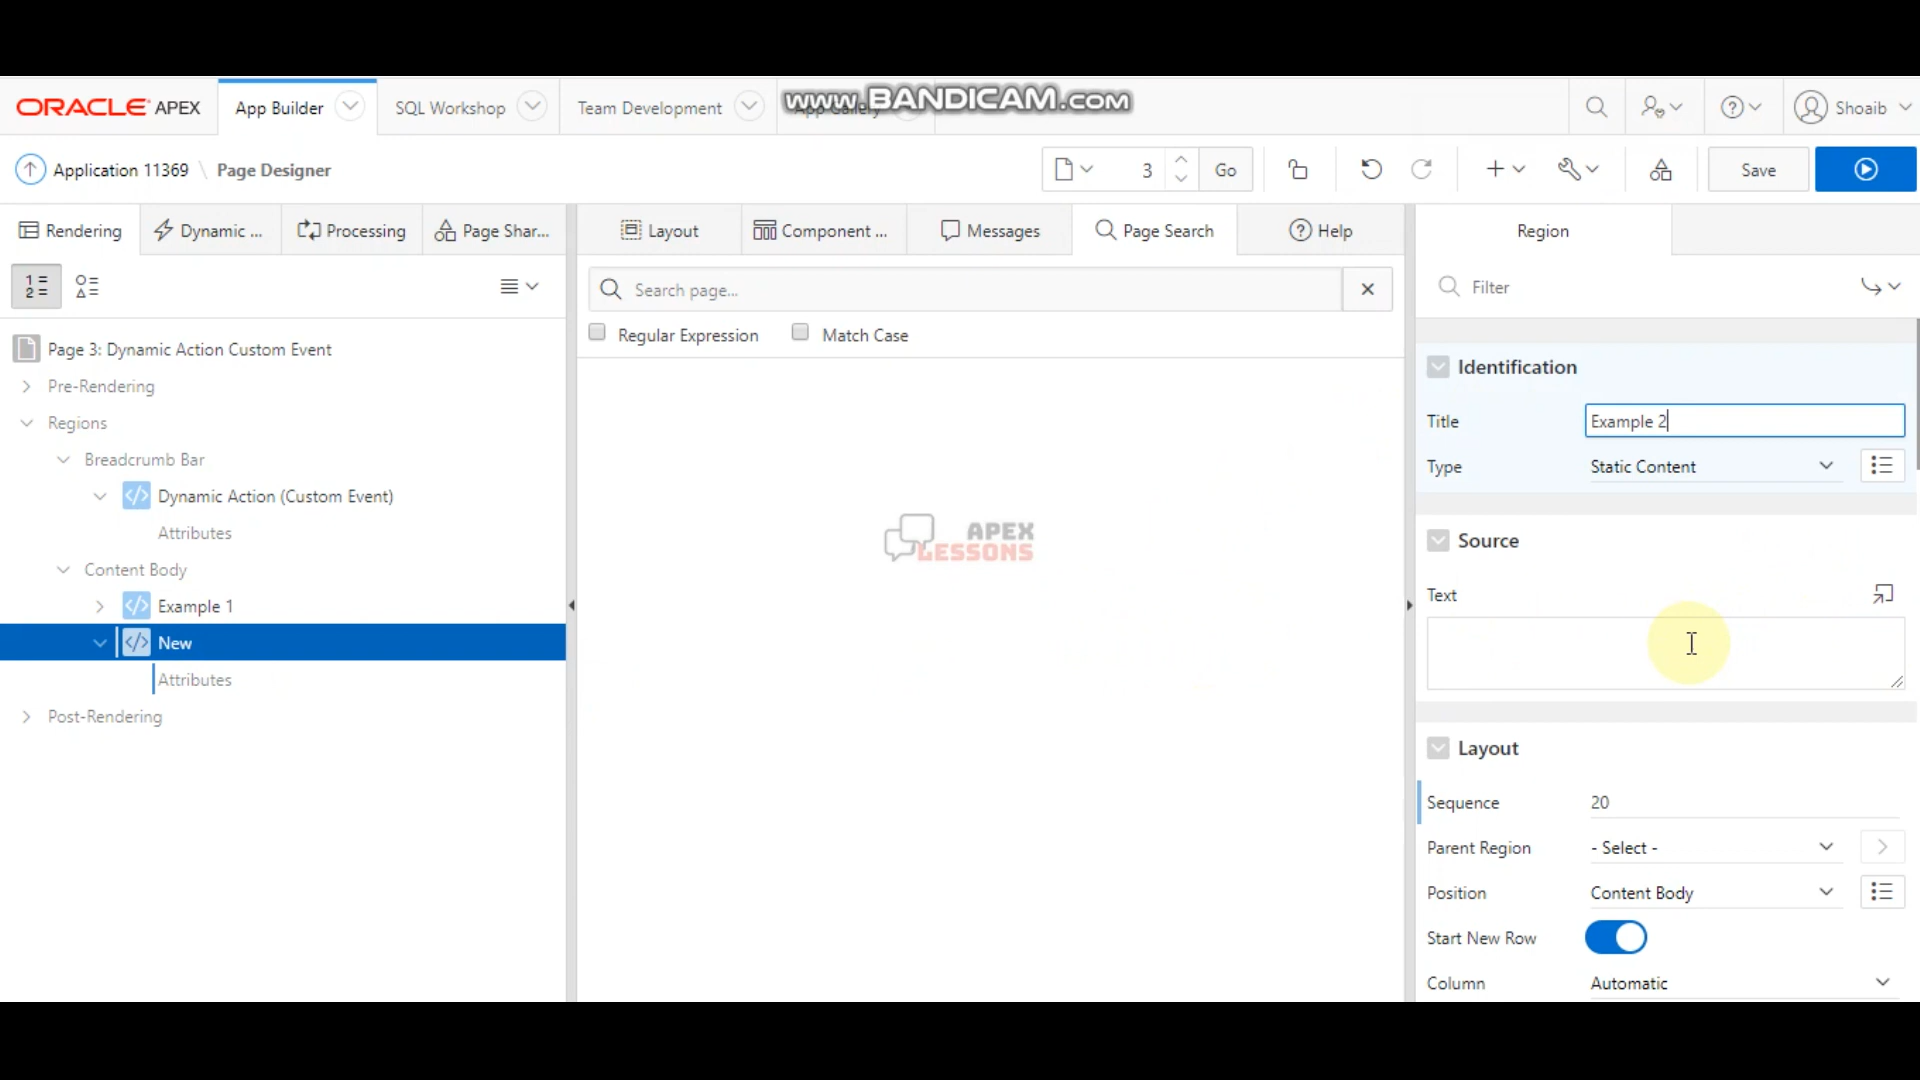 www.BANDICAM.com
ORACLE APEX
App Builder
SQL Workshop
Team Development
App Gallery
Shoaib
Application 11369 \ Page Designer
3
Go
Save
Rendering
Dynamic ...
Processing
Page Shar...
Layout
Component ...
Messages
Page Search
Help
Region
Search page...
Filter
Regular Expression
Match Case
Page 3: Dynamic Action Custom Event
Pre-Rendering
Regions
Breadcrumb Bar
Dynamic Action (Custom Event)
Attributes
Content Body
Example 1
New
Attributes
Post-Rendering
APEX
LESSONS
Identification
Title
Example 2
Type
Static Content
Source
Text
Layout
Sequence
20
Parent Region
- Select -
Position
Content Body
Start New Row
Column
Automatic